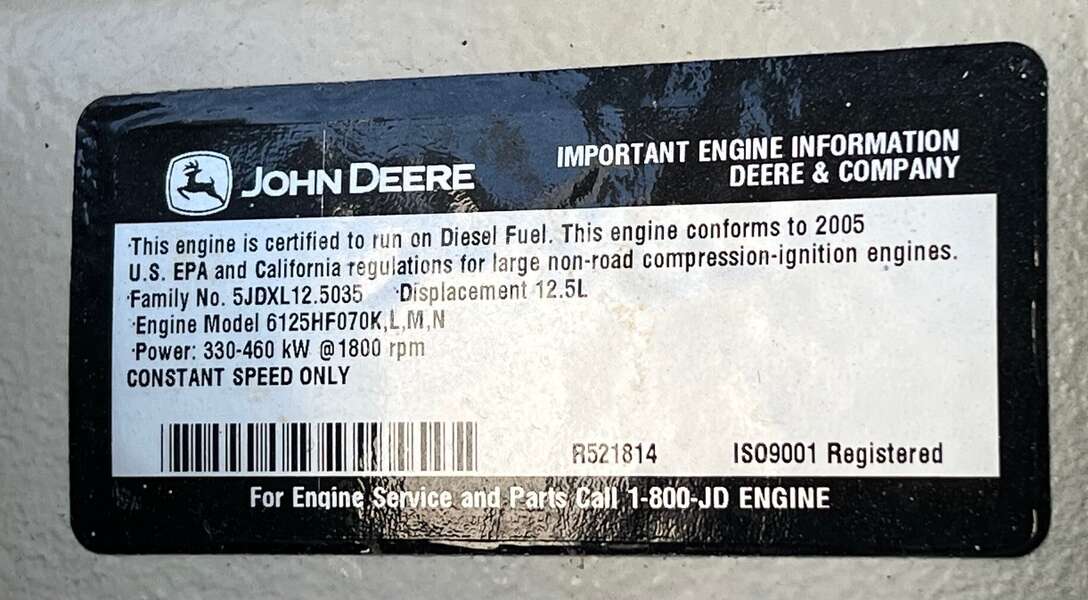 JOHN DEERE
IMPORTANT ENGINE INFORMATION
DEERE & COMPANY
·This engine is certified to run on Diesel Fuel. This engine conforms to 2005
U.S. EPA and California regulations for large non-road compression-ignition engines.
·Family No. 5JDXL12.5035 ·Displacement 12.5L
·Engine Model 6125HF070K,L,M,N
·Power: 330-460 kW @1800 rpm
CONSTANT SPEED ONLY
R521814 ISO9001 Registered
For Engine Service and Parts Call 1-800-JD ENGINE